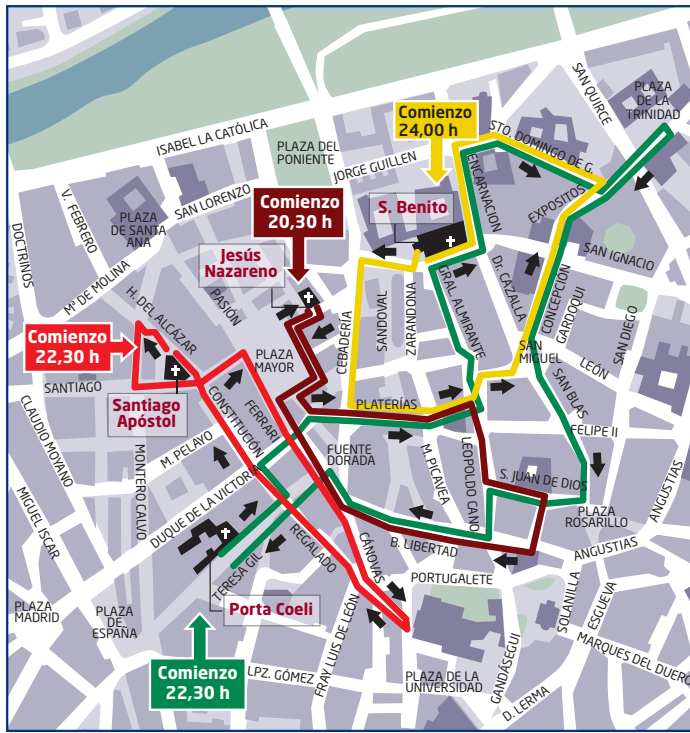 SAN QUIRCE
PLAZA
DE LA
TRINIDAD
Comienzo
24,00 h
STO. DOMINGO DE G.
ISABEL LA CATÓLICA
PLAZA DEL
PONIENTE
JORGE GUILLEN
ENCARNACION
V. FEBRERO
SAN LORENZO
Comienzo
20,30 h
S. Benito
EXPOSITOS
PLAZA
DE SANTA
ANA
DOCTRINOS
Jesús
Nazareno
SAN IGNACIO
Mª DE MOLINA
Dr. CAZALLA
GRAL ALMIRANTE
CONCEPCIÓN
GARDOQUI
H. DEL ALCÁZAR
PASIÓN
SANDOVAL
ZARANDONA
CEBADERÍA
SAN DIEGO
Comienzo
22,30 h
PLAZA
MAYOR
SAN
MIGUEL
LEÓN
SANTIAGO
Santiago
Apóstol
CONSTITUCIÓN
FERRARI
PLATERÍAS
SAN BLAS
CLAUDIO MOYANO
MONTERO CALVO
M. PELAYO
FUENTE
DORADA
M. PICAVEA
LEOPOLDO CANO
FELIPE II
MIGUEL ISCAR
DUQUE DE LA VICTORIA
S. JUAN DE DIOS
ANGUSTIAS
PLAZA
ROSARILLO
REGALADO
CÁNOVAS
B. LIBERTAD
ANGUSTIAS
TERESA GIL
PORTUGALETE
PLAZA
MADRID
PLAZA
DE
ESPAÑA
Porta Coeli
FRAY LUIS DE LEÓN
SOLANILLA
ESGUEVA
Comienzo
22,30 h
LPZ. GÓMEZ
PLAZA DE LA
UNIVERSIDAD
GANDÁSEGUI
MARQUES DEL DUERO
D. LERMA